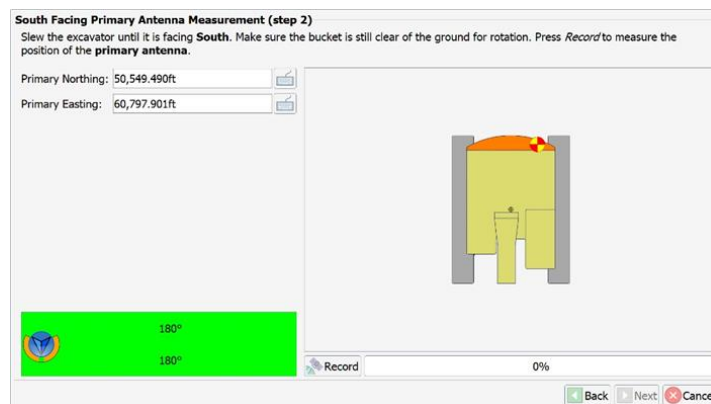 South Facing Primary Antenna Measurement (step 2)
Slew the excavator until it is facing South. Make sure the bucket is still clear of the ground for rotation. Press Record to measure the
position of the primary antenna.
Primary Northing: 50,549.490ft
Primary Easting: 60,797.901ft
180°
180°
Record
0%
Back
Next
Cance